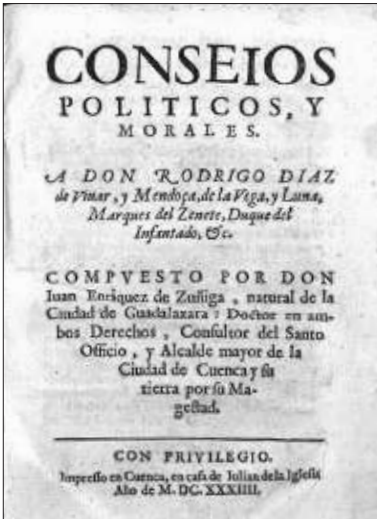 CONSEIOS
POLITICOS, Y
MORALES.
A DON RODRIGO DIAZ
de Viuar, y Mendoça, de la Vega, y Luna,
Marques del Zenete, Duque del
Infantado, &c.
COMPVESTO POR DON
Iuan Enriquez de Zuñiga, natural de la
Ciudad de Guadalaxara: Doctor en am-
bos Derechos, Consultor del Santo
Officio, y Alcalde mayor de la
Ciudad de Cuenca y su
tierra por su Ma-
gestad.
CON PRIVILEGIO.
Impresso en Cuenca, en casa de Iulian de la Iglesia
Año de M. DC. XXXIIII.